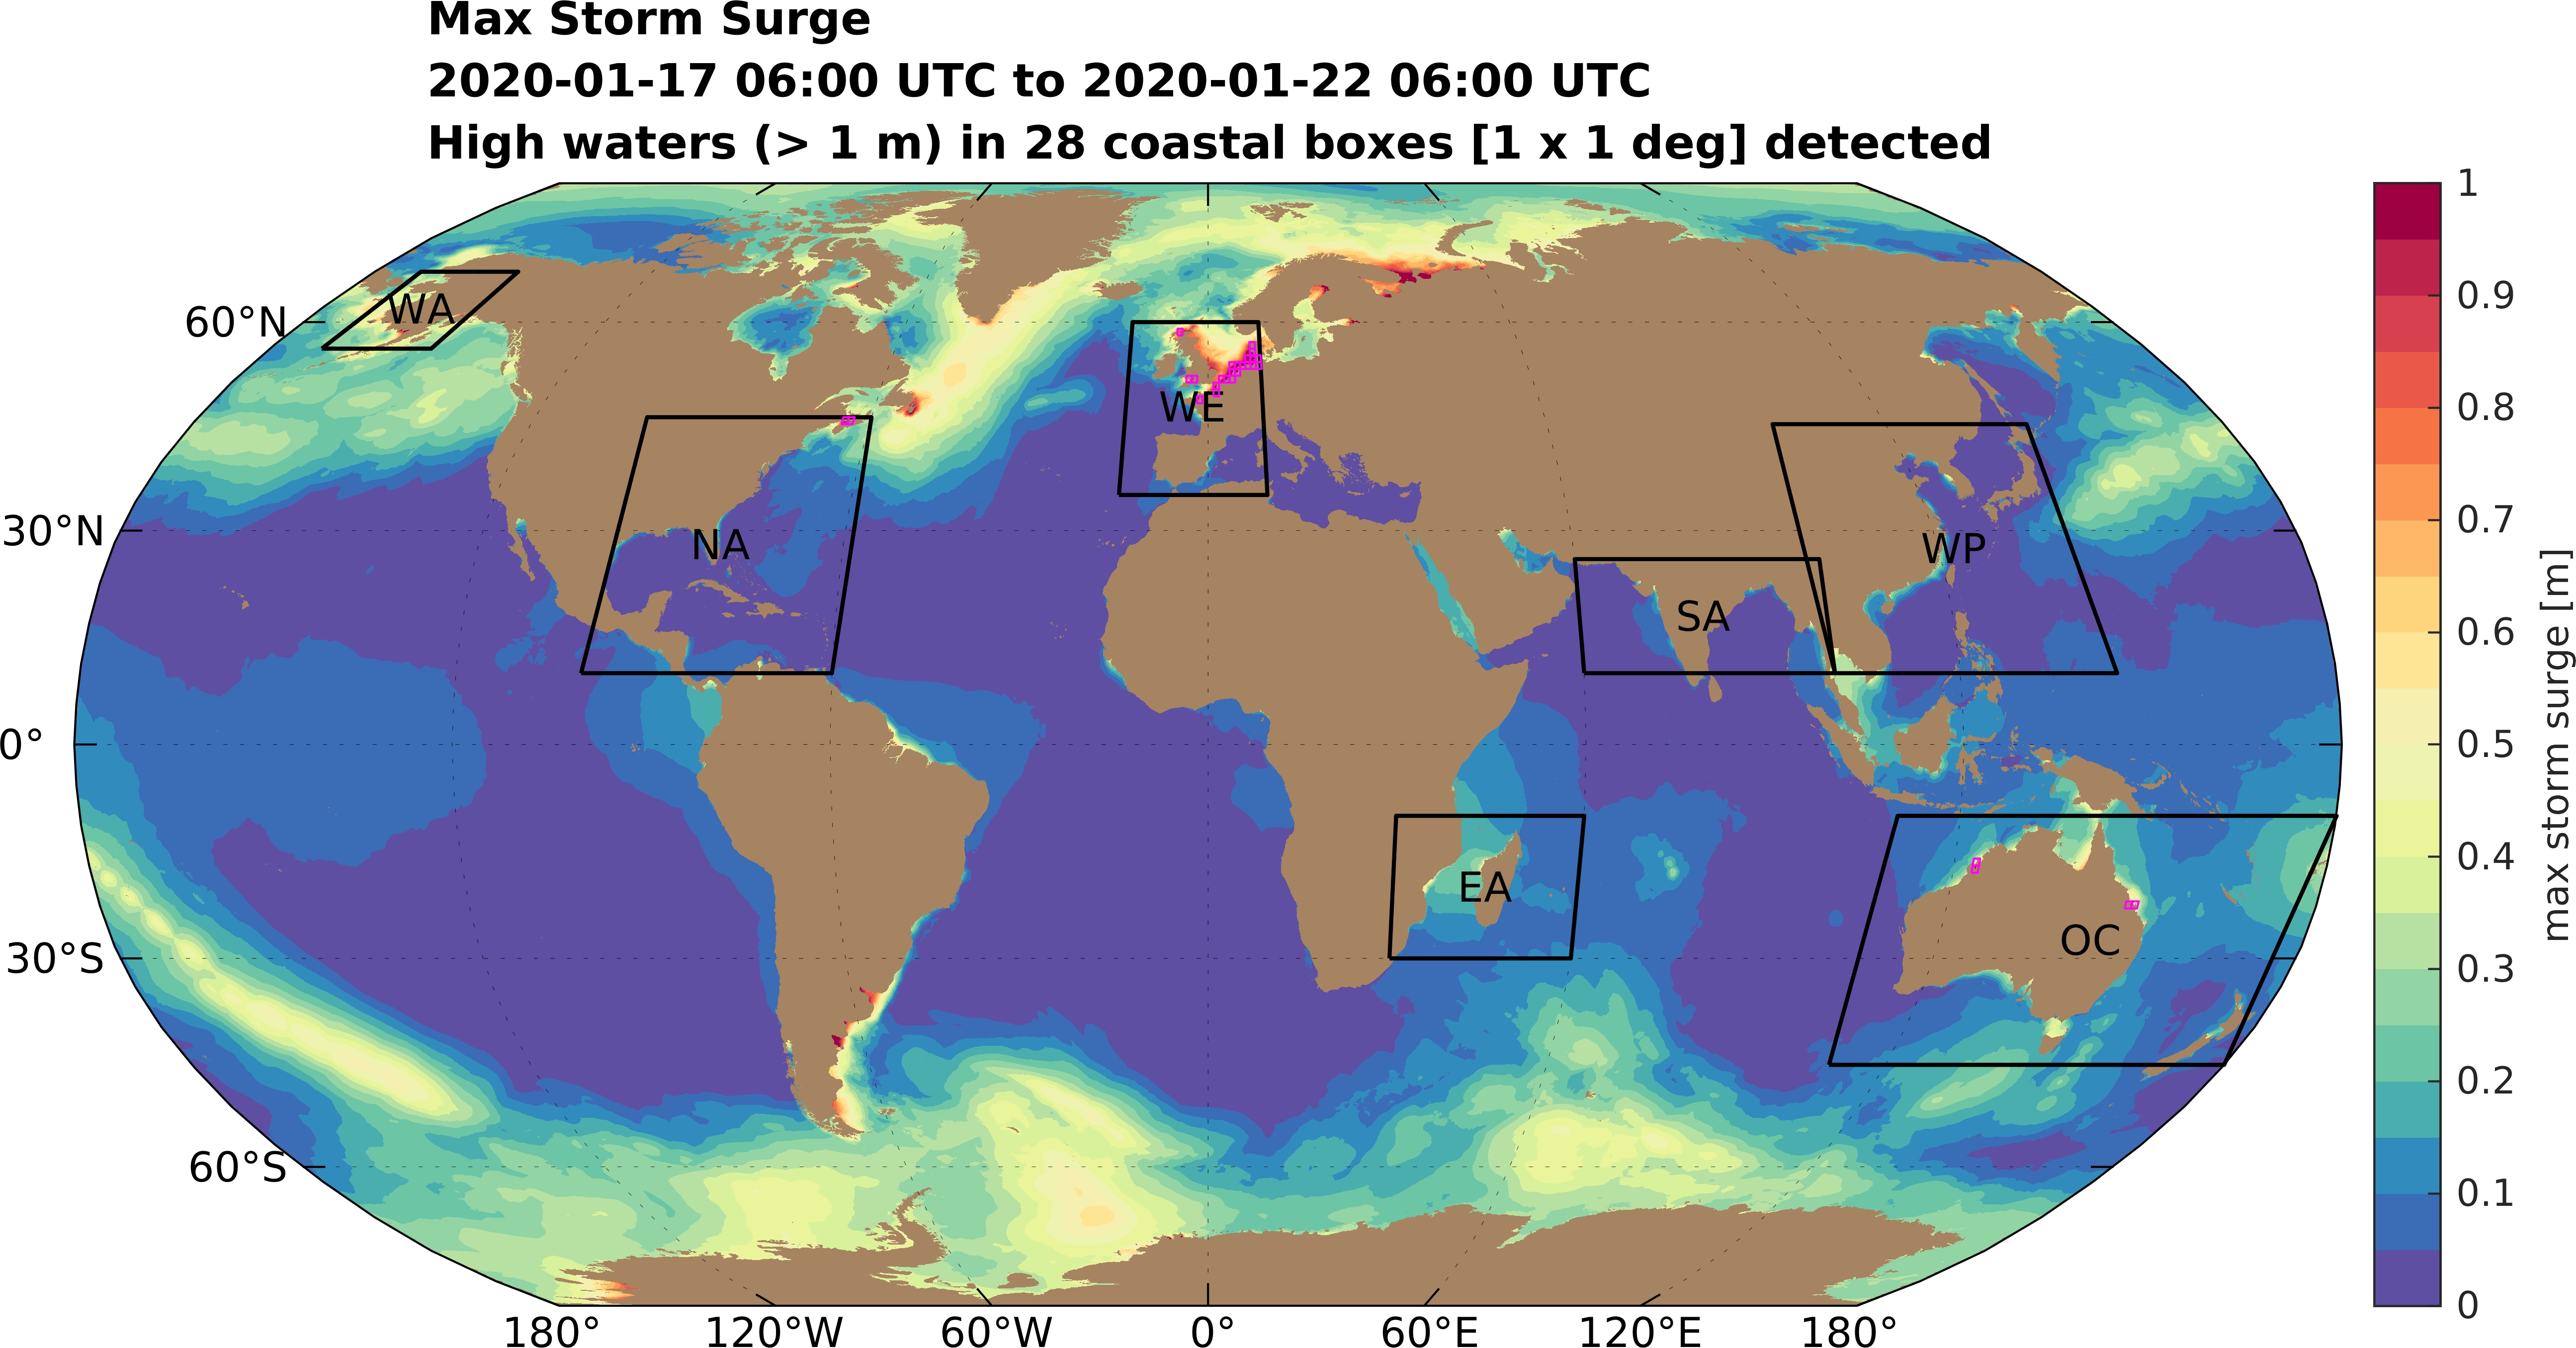 Max Storm Surge
2020-01-17 06:00 UTC to 2020-01-22 06:00 UTC
High waters (> 1 m) in 28 coastal boxes [1 x 1 deg] detected
60°N
30°N
0°
30°S
60°S
WA
NA
WE
SA
WP
EA
OC
180°
120°W
60°W
0°
60°E
120°E
180°
1
0.9
0.8
0.7
0.6
0.5
0.4
0.3
0.2
0.1
0
max storm surge [m]